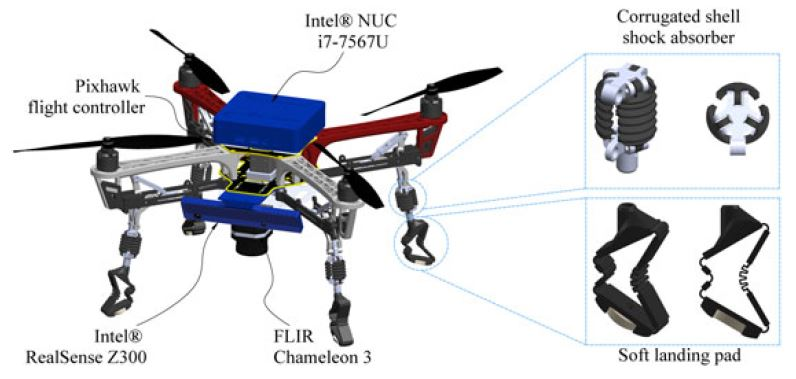 Intel® NUC
i7-7567U
Corrugated shell
shock absorber
Pixhawk
flight controller
Intel®
RealSense Z300
FLIR
Chameleon 3
Soft landing pad